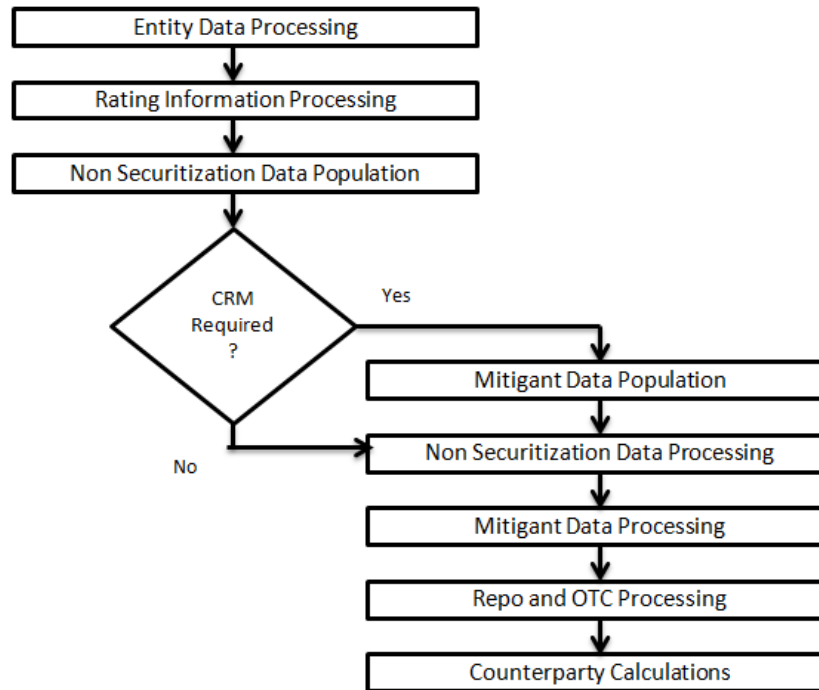 Entity Data Processing
Rating Information Processing
Non Securitization Data Population
CRM
Required
?
Yes
Mitigant Data Population
No
Non Securitization Data Processing
Mitigant Data Processing
Repo and OTC Processing
Counterparty Calculations